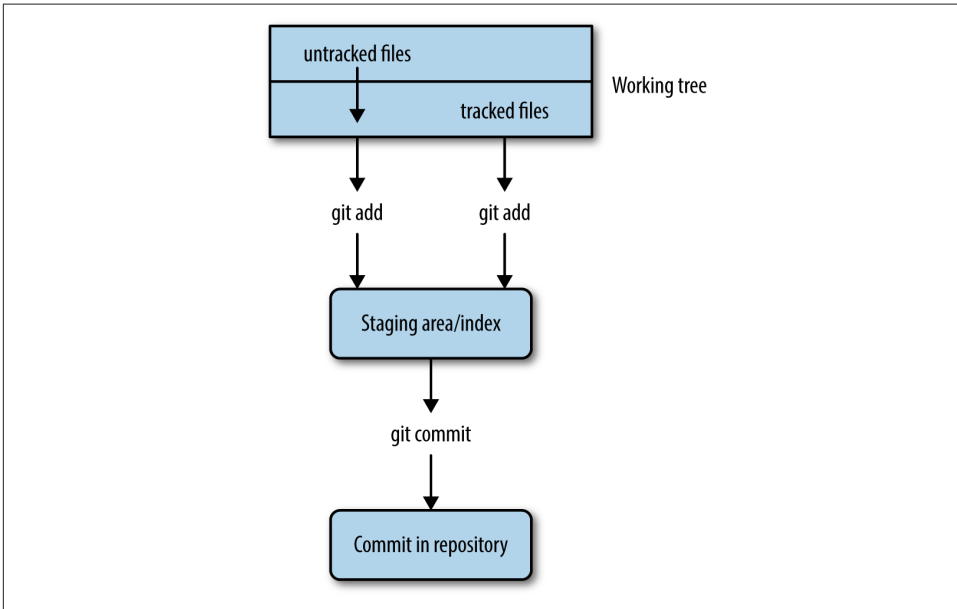 untracked files
Working tree
tracked files
git add
git add
Staging area/index
git commit
Commit in repository